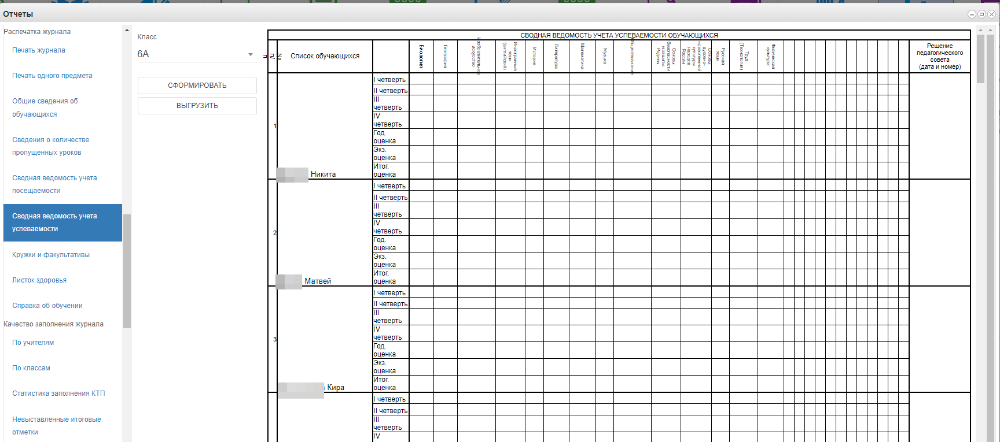 Отчеты
Распечатка журнала
Печать журнала
Печать одного предмета
Общие сведения об
обучающихся
Сведения о количестве
пропущенных уроков
Сводная ведомость учета
посещаемости
Сводная ведомость учета
успеваемости
Кружки и факультативы
Листок здоровья
Справка об обучении
Качество заполнения журнала
По учителям
По классам
Статистика заполнения КТП
Невыставленные итоговые
отметки
Класс
6А
СФОРМИРОВАТЬ
ВЫГРУЗИТЬ
СВОДНАЯ ВЕДОМОСТЬ УЧЕТА УСПЕВАЕМОСТИ ОБУЧАЮЩИХСЯ
№
п/
п
Список обучающихся
Биология
География
Изобразительное
искусство
Иностранный
язык
(английский)
История
Литература
Математика
Музыка
Обществознание
Основы
безопасности
и защиты
Родины
Основы
духовно-
нравственной
культуры
народов
России
Русский
язык
Труд
(Технология)
Физическая
культура
Решение
педагогического
совета
(дата и номер)
1
Никита
I четверть
II четверть
III
четверть
IV
четверть
Год.
оценка
Экз.
оценка
Итог.
оценка
2
Матвей
I четверть
II четверть
III
четверть
IV
четверть
Год.
оценка
Экз.
оценка
Итог.
оценка
3
Кира
I четверть
II четверть
III
четверть
IV
четверть
Год.
оценка
Экз.
оценка
Итог.
оценка
I четверть
II четверть
III
четверть
IV